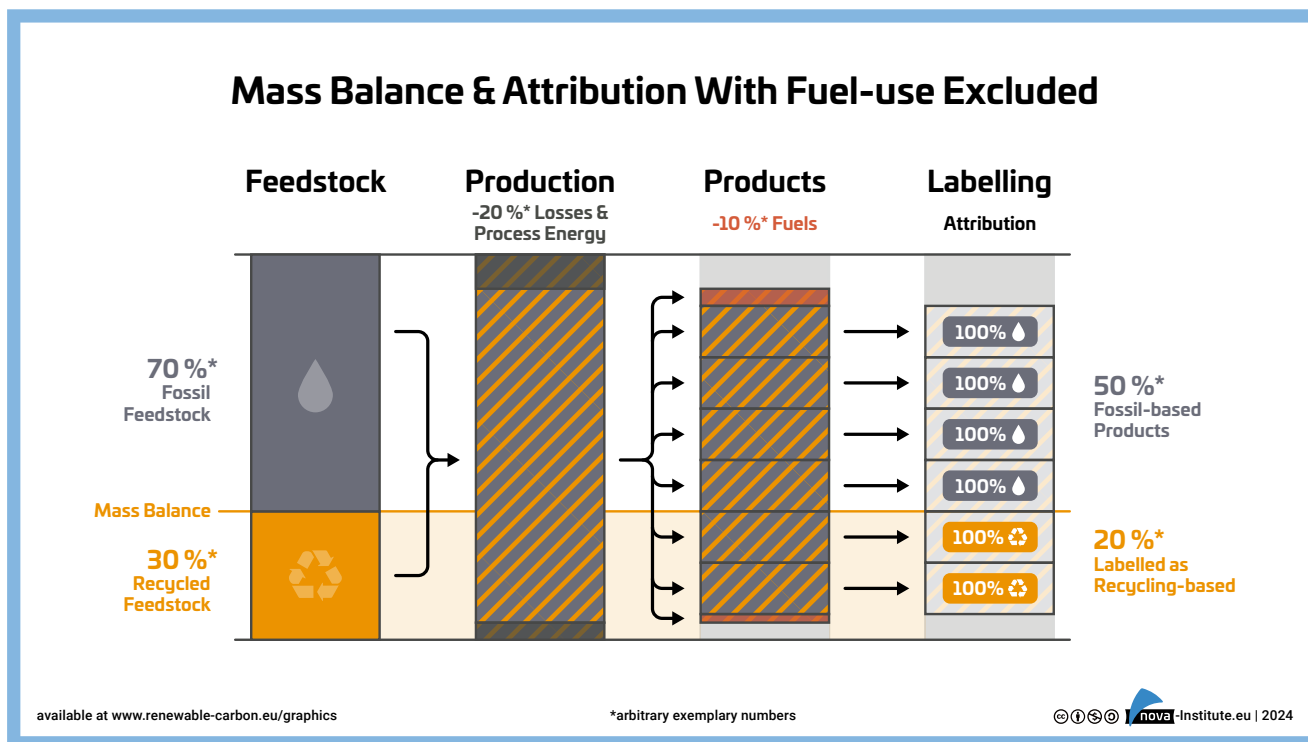 Mass Balance & Attribution With Fuel-use Excluded
Feedstock
Production
-20 %* Losses &
Process Energy
Products
-10 %* Fuels
Labelling
Attribution
70 %*
Fossil
Feedstock
Mass Balance
30 %*
Recycled
Feedstock
100%
100%
100%
100%
100%
100%
50 %*
Fossil-based
Products
20 %*
Labelled as
Recycling-based
available at www.renewable-carbon.eu/graphics
*arbitrary exemplary numbers
nova-Institute.eu | 2024